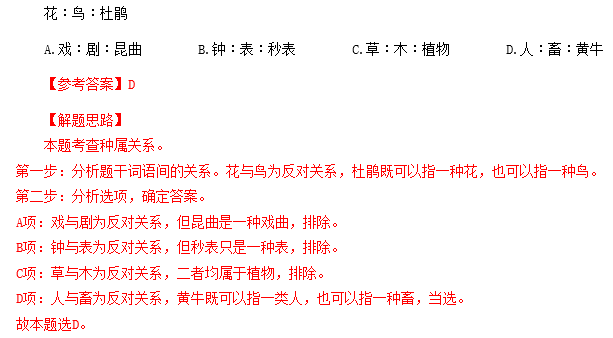 花：鸟：杜鹃
A.戏：剧：昆曲 B.钟：表：秒表 C.草：木：植物 D.人：畜：黄牛
【参考答案】D
【解题思路】
本题考查种属关系。
第一步：分析题干词语间的关系。花与鸟为反对关系，杜鹃既可以指一种花，也可以指一种鸟。
第二步：分析选项，确定答案。
A项：戏与剧为反对关系，但昆曲是一种戏曲，排除。
B项：钟与表为反对关系，但秒表只是一种表，排除。
C项：草与木为反对关系，二者均属于植物，排除。
D项：人与畜为反对关系，黄牛既可以指一类人，也可以指一种畜，当选。
故本题选D。